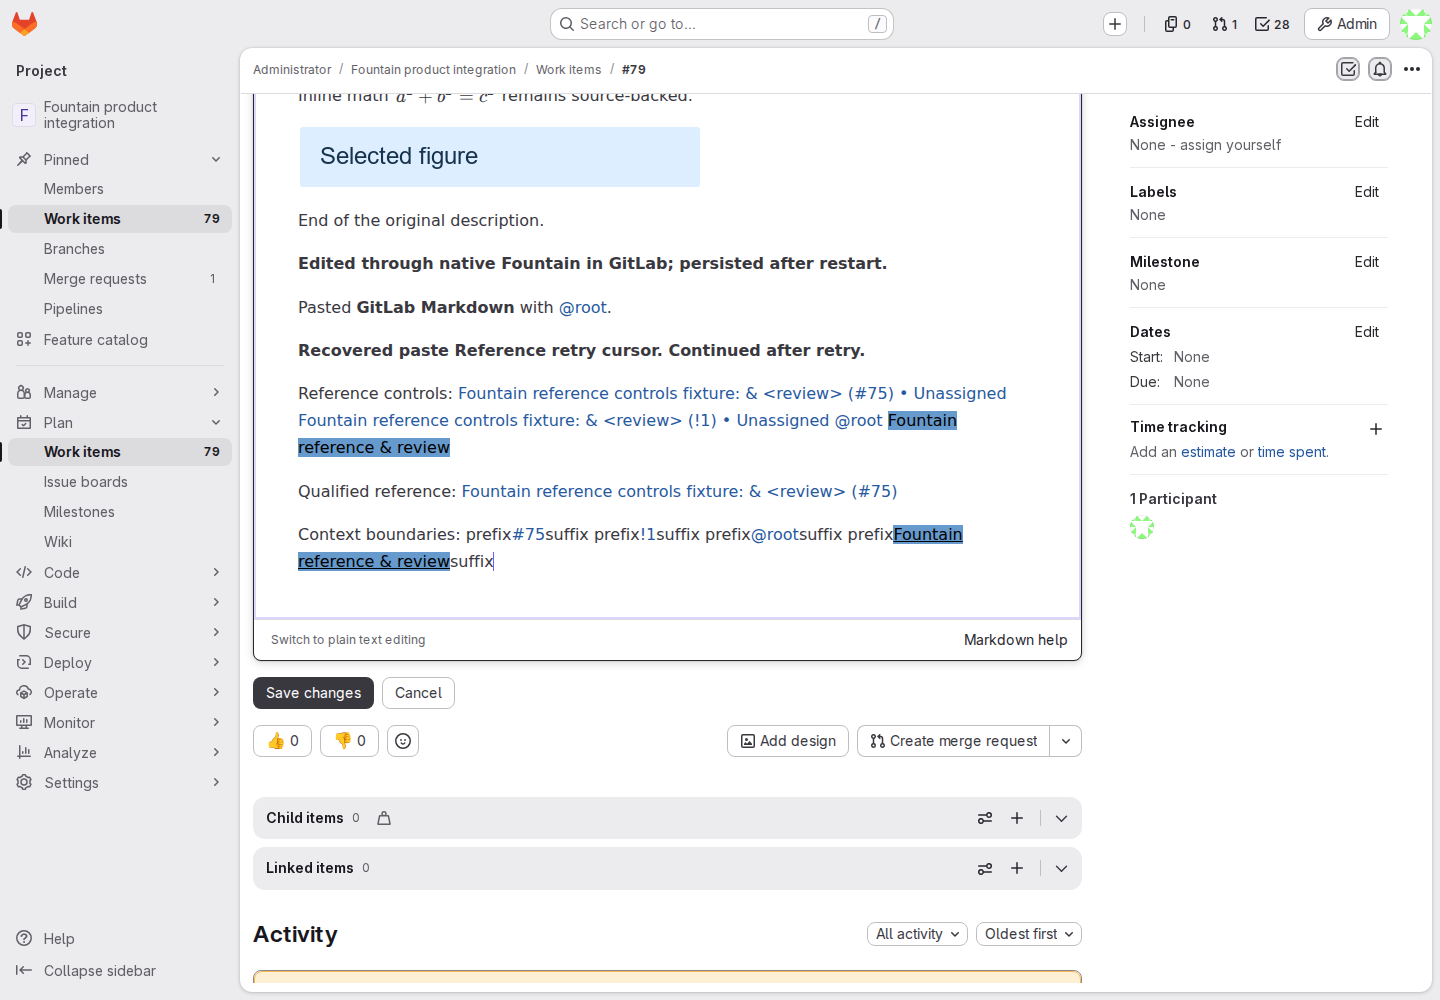 Search or go to...
/
0
1
28
Admin
Project
F
Fountain product integration
Pinned
Members
Work items 79
Branches
Merge requests 1
Pipelines
Feature catalog
Manage
Plan
Work items 79
Issue boards
Milestones
Wiki
Code
Build
Secure
Deploy
Operate
Monitor
Analyze
Settings
Help
Collapse sidebar
Administrator / Fountain product integration / Work items / #79
Inline math a² + b² = c² remains source-backed.
Selected figure
End of the original description.
Edited through native Fountain in GitLab; persisted after restart.
Pasted GitLab Markdown with @root.
Recovered paste Reference retry cursor. Continued after retry.
Reference controls: Fountain reference controls fixture: & <review> (#75) • Unassigned
Fountain reference controls fixture: & <review> (!1) • Unassigned @root Fountain
reference & review
Qualified reference: Fountain reference controls fixture: & <review> (#75)
Context boundaries: prefix#75suffix prefix!1suffix prefix@rootsuffix prefixFountain
reference & reviewsuffix
Switch to plain text editing
Markdown help
Save changes
Cancel
👍 0
👎 0
Add design
Create merge request
Child items 0
Linked items 0
Activity
All activity
Oldest first
Assignee
Edit
None - assign yourself
Labels
Edit
None
Milestone
Edit
None
Dates
Edit
Start: None
Due: None
Time tracking
Add an estimate or time spent.
1 Participant